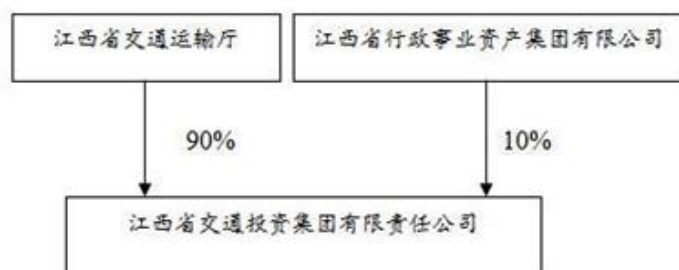 江西省交通运输厅
江西省行政事业资产集团有限公司
90%
10%
江西省交通投资集团有限责任公司